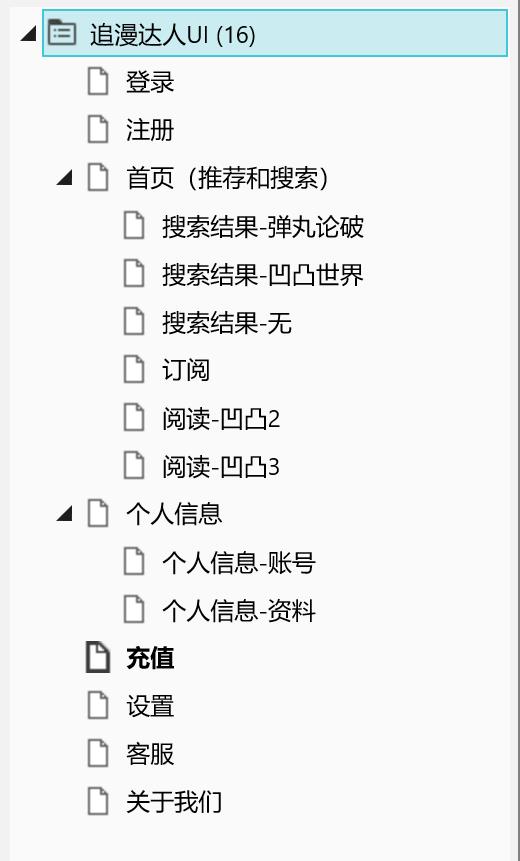 追漫达人UI (16)
登录
注册
首页（推荐和搜索）
搜索结果-弹丸论破
搜索结果-凹凸世界
搜索结果-无
订阅
阅读-凹凸2
阅读-凹凸3
个人信息
个人信息-账号
个人信息-资料
充值
设置
客服
关于我们